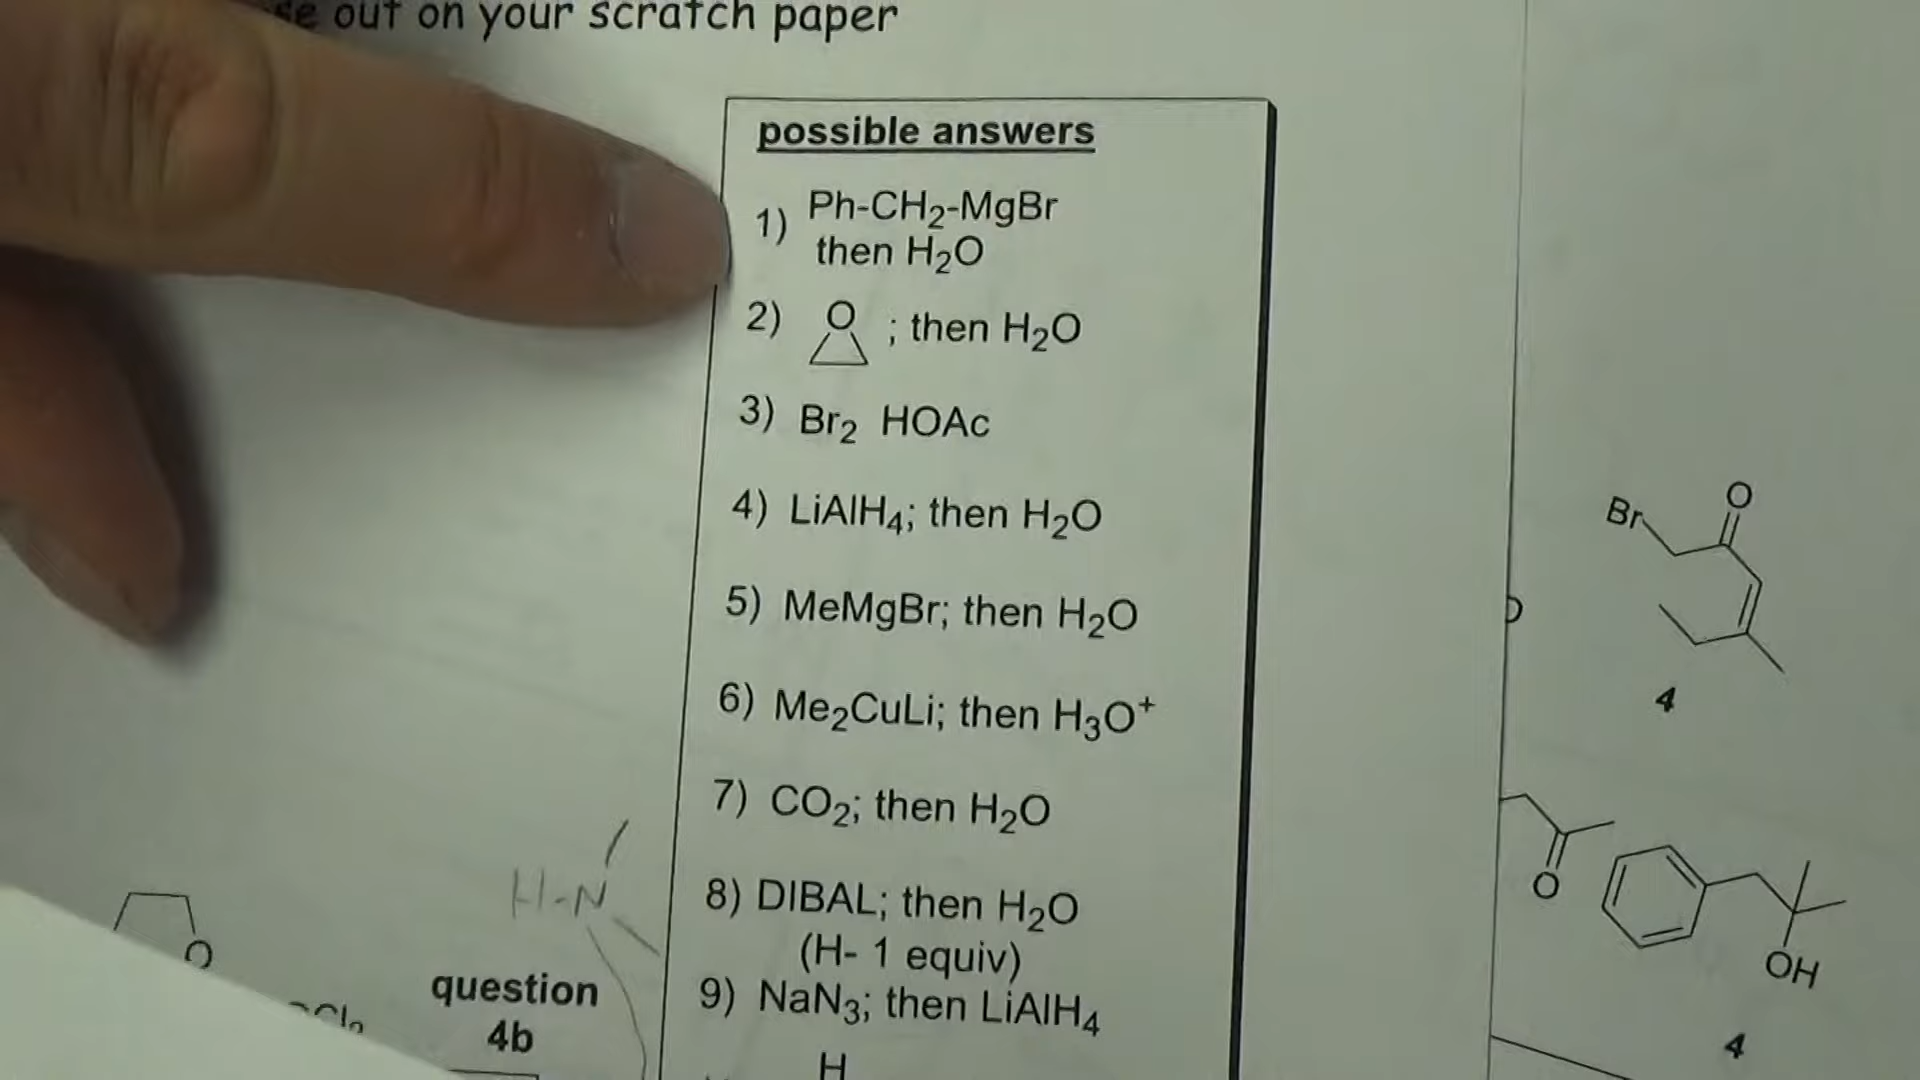 out on your scratch paper
possible answers
1) Ph-CH₂-MgBr
then H₂O
2) O ; then H₂O
3) Br₂ HOAc
4) LiAlH₄; then H₂O
5) MeMgBr; then H₂O
6) Me₂CuLi; then H₃O⁺
7) CO₂; then H₂O
8) DIBAL; then H₂O
(H- 1 equiv)
9) NaN₃; then LiAlH₄
H
H-N
O
question
4b
Br
O
4
O
OH
4